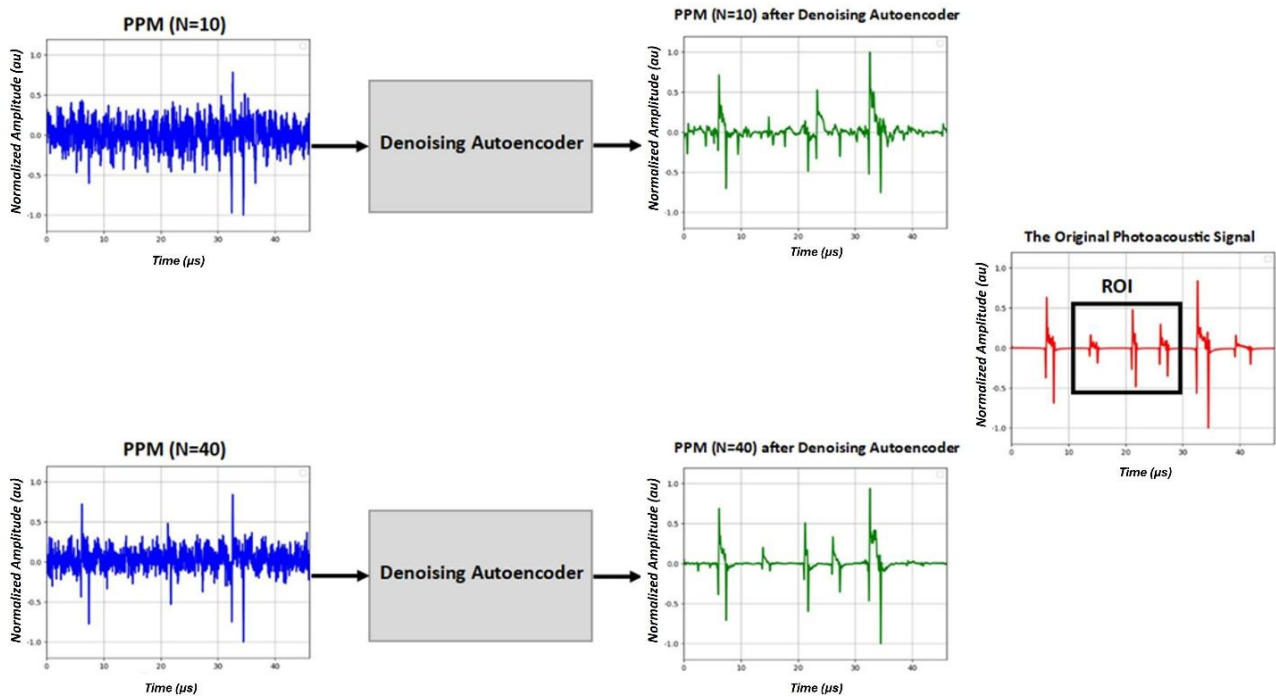 PPM (N=10)
Normalized Amplitude (au)
1.0
0.5
0.0
-0.5
-1.0
0 10 20 30 40
Time (µs)
Denoising Autoencoder
PPM (N=10) after Denoising Autoencoder
Normalized Amplitude (au)
1.0
0.5
0.0
-0.5
-1.0
0 10 20 30 40
Time (µs)
The Original Photoacoustic Signal
Normalized Amplitude (au)
1.0
0.5
0.0
-0.5
-1.0
ROI
0 10 20 30 40
Time (µs)
PPM (N=40)
Normalized Amplitude (au)
1.0
0.5
0.0
-0.5
-1.0
0 10 20 30 40
Time (µs)
Denoising Autoencoder
PPM (N=40) after Denoising Autoencoder
Normalized Amplitude (au)
1.0
0.5
0.0
-0.5
-1.0
0 10 20 30 40
Time (µs)